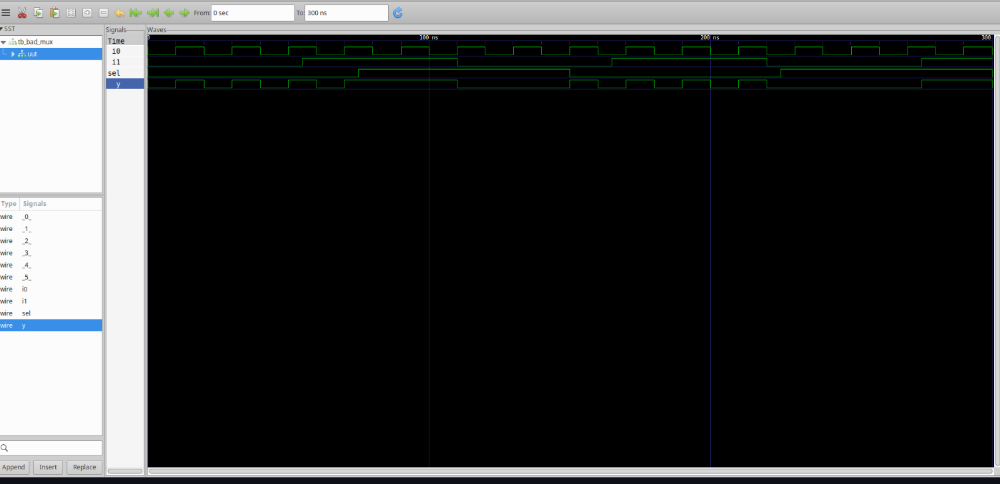 From: 0 sec To: 300 ns
SST
tb_bad_mux
uut
Type Signals
wire _0_
wire _1_
wire _2_
wire _3_
wire _4_
wire _5_
wire i0
wire i1
wire sel
wire y
Append Insert Replace
Signals
Time
i0
i1
sel
y
Waves
0 100 ns 200 ns 300